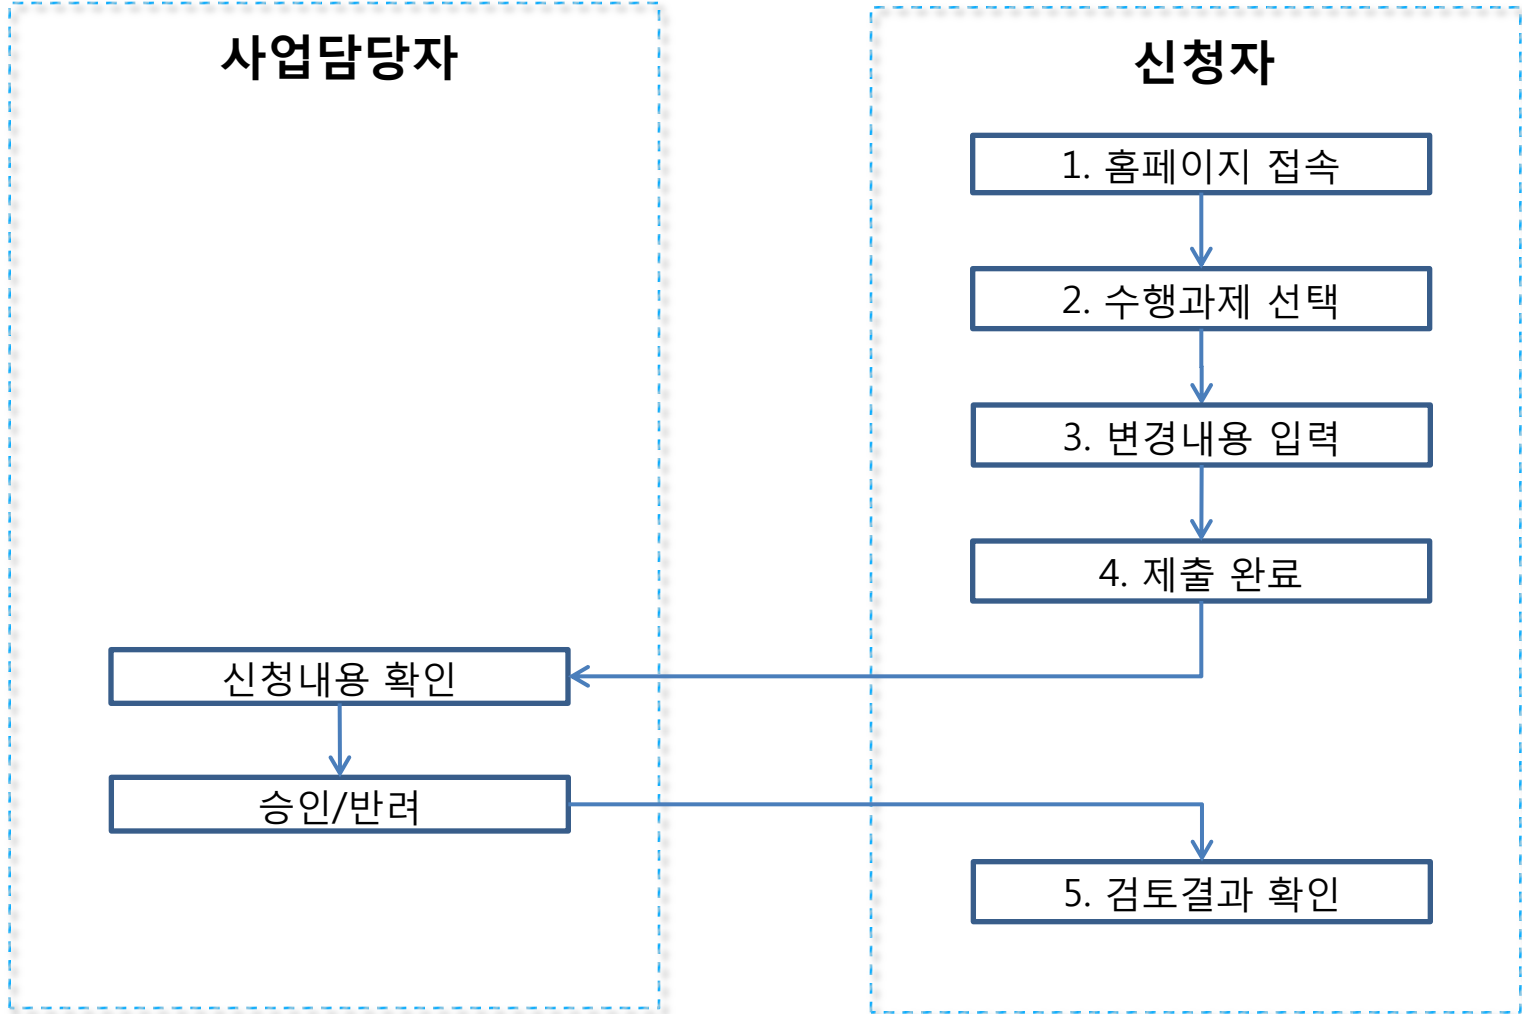 사업담당자
신청자
1. 홈페이지 접속
2. 수행과제 선택
3. 변경내용 입력
4. 제출 완료
신청내용 확인
승인/반려
5. 검토결과 확인